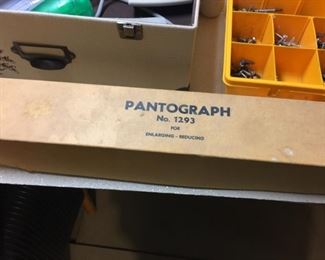 PANTOGRAPH
No. 1293
FOR
ENLARGING - REDUCING